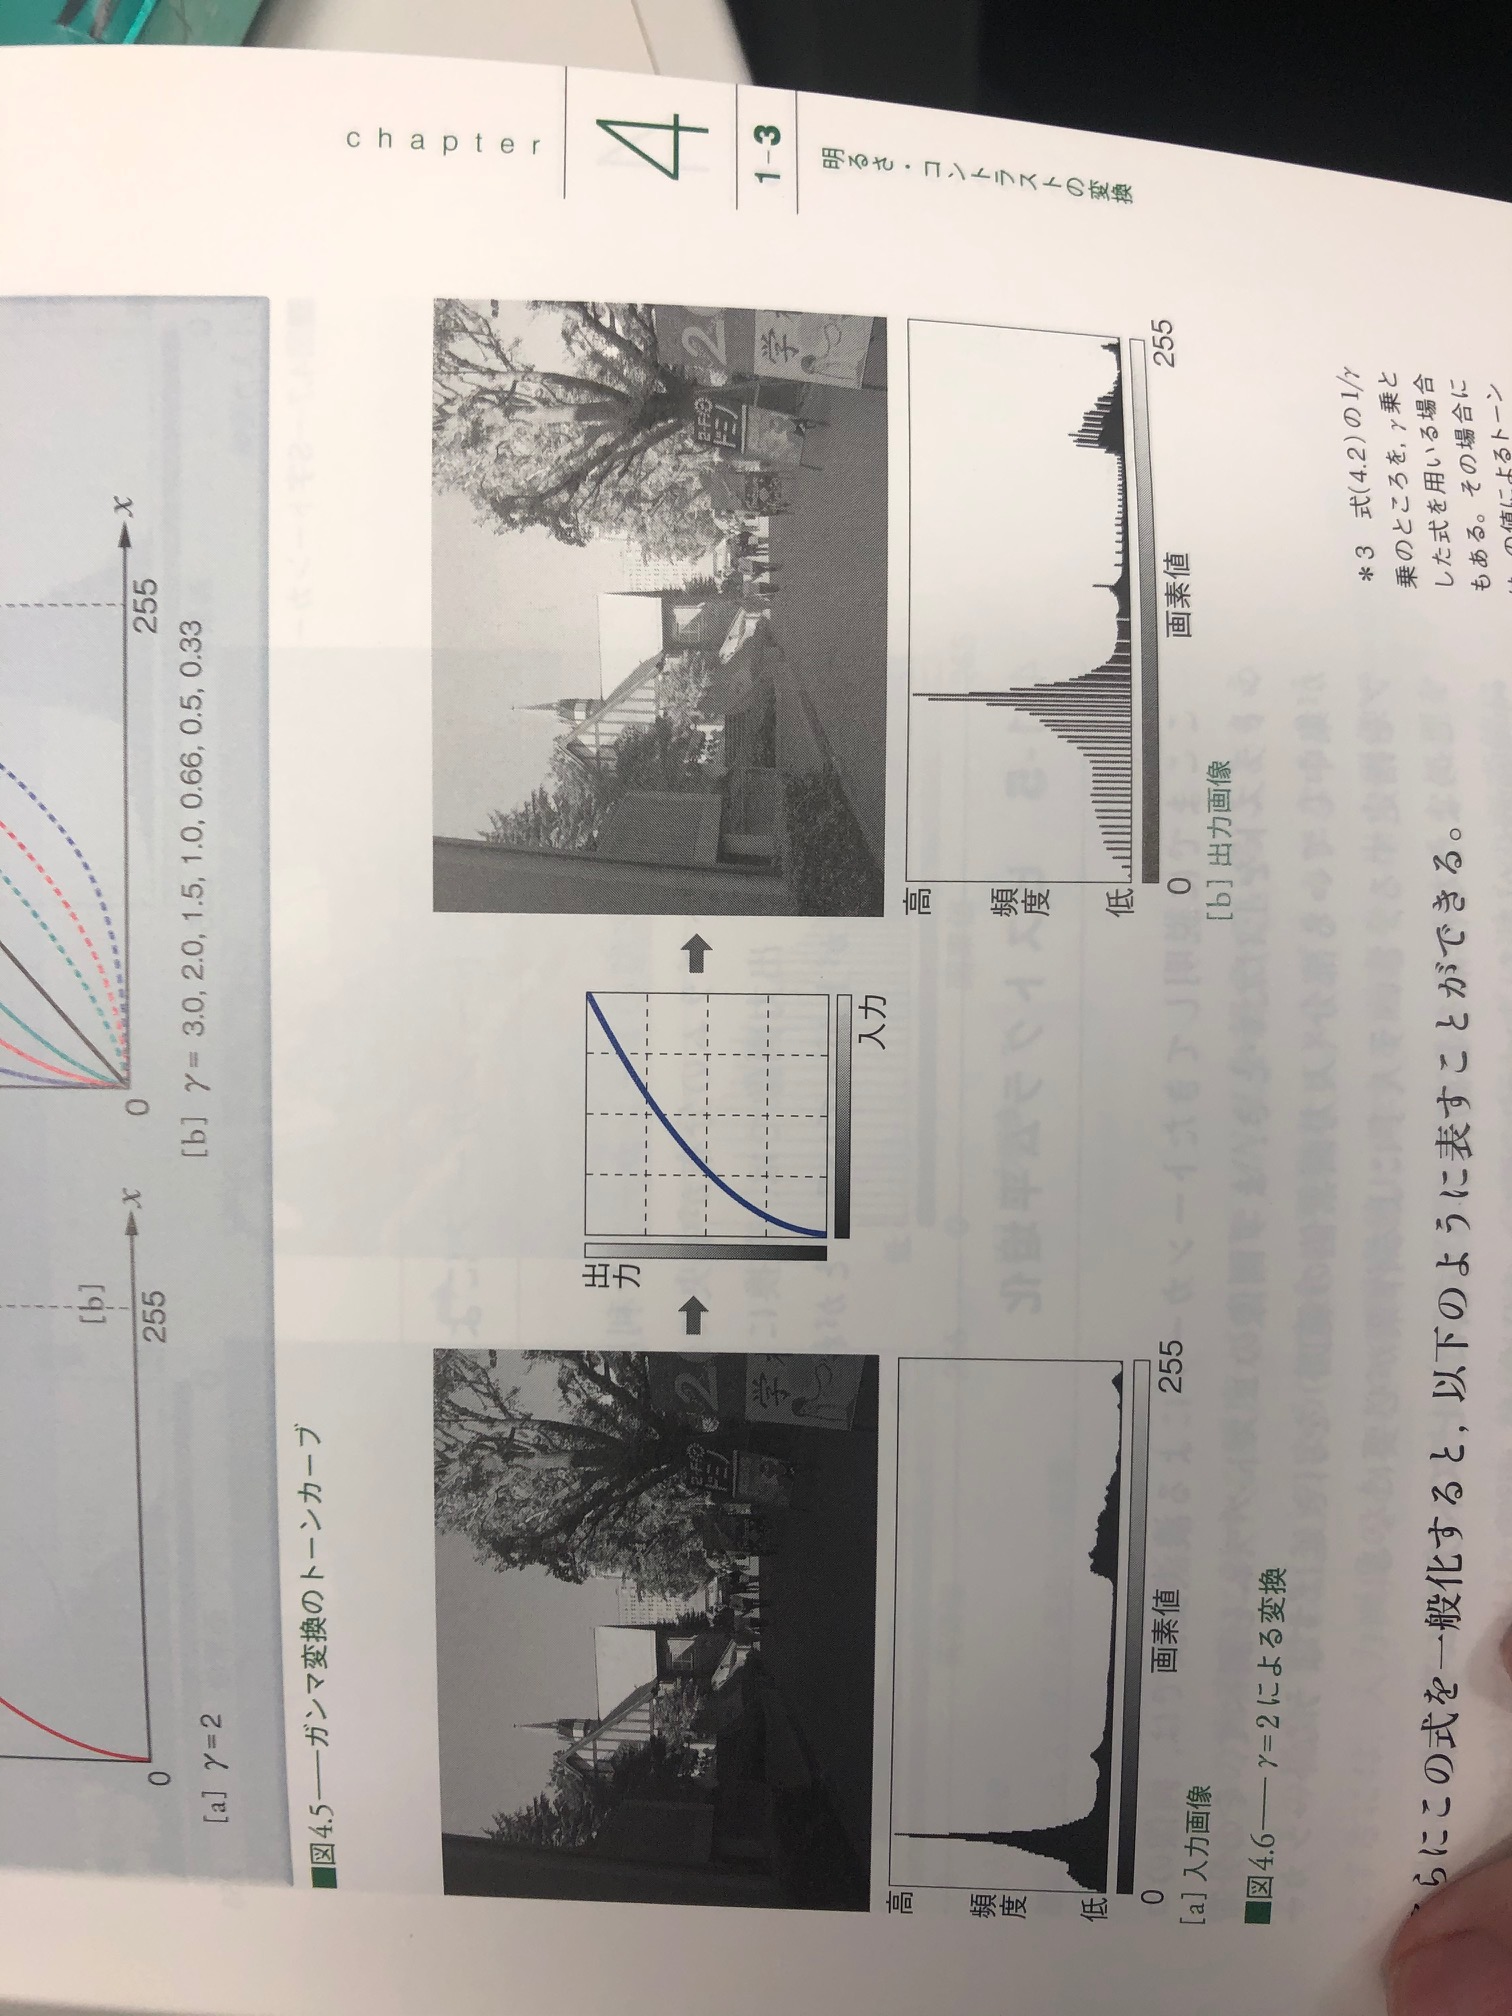 chapter
4
1-3
明るさ・コントラストの変換
x
255
0
[b]
[a] γ=2
x
255
0
[b] γ= 3.0, 2.0, 1.5, 1.0, 0.66, 0.5, 0.33
■図4.5──ガンマ変換のトーンカーブ
2
学
高
頻度
低
0
画素値
255
[a] 入力画像
出力
入力
2
学
高
頻度
低
0
画素値
255
[b] 出力画像
■図4.6── γ=2による変換
*3 式(4.2)の1/γ
乗のところを, γ乗と
した式を用いる場合
もある。その場合に
らにこの式を一般化すると, 以下のように表すことができる。